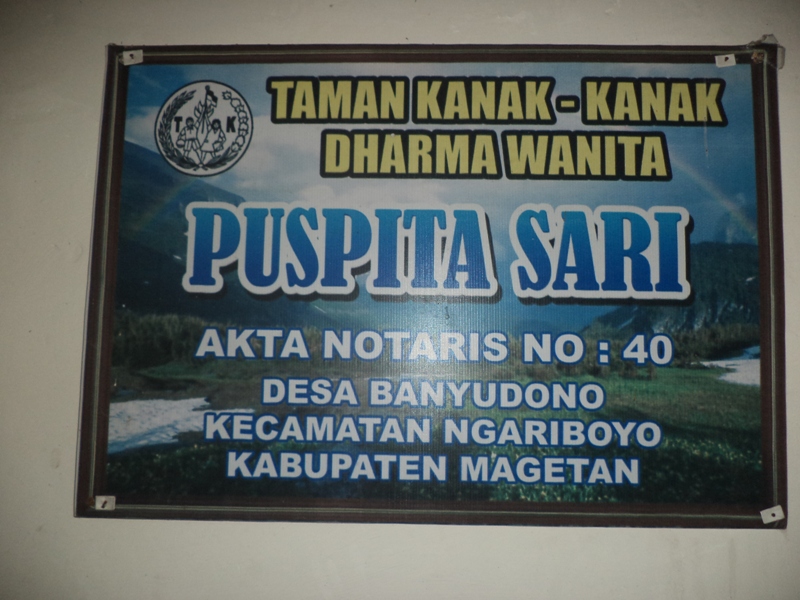 T K
TAMAN KANAK - KANAK
DHARMA WANITA
PUSPITA SARI
AKTA NOTARIS NO : 40
DESA BANYUDONO
KECAMATAN NGARIBOYO
KABUPATEN MAGETAN